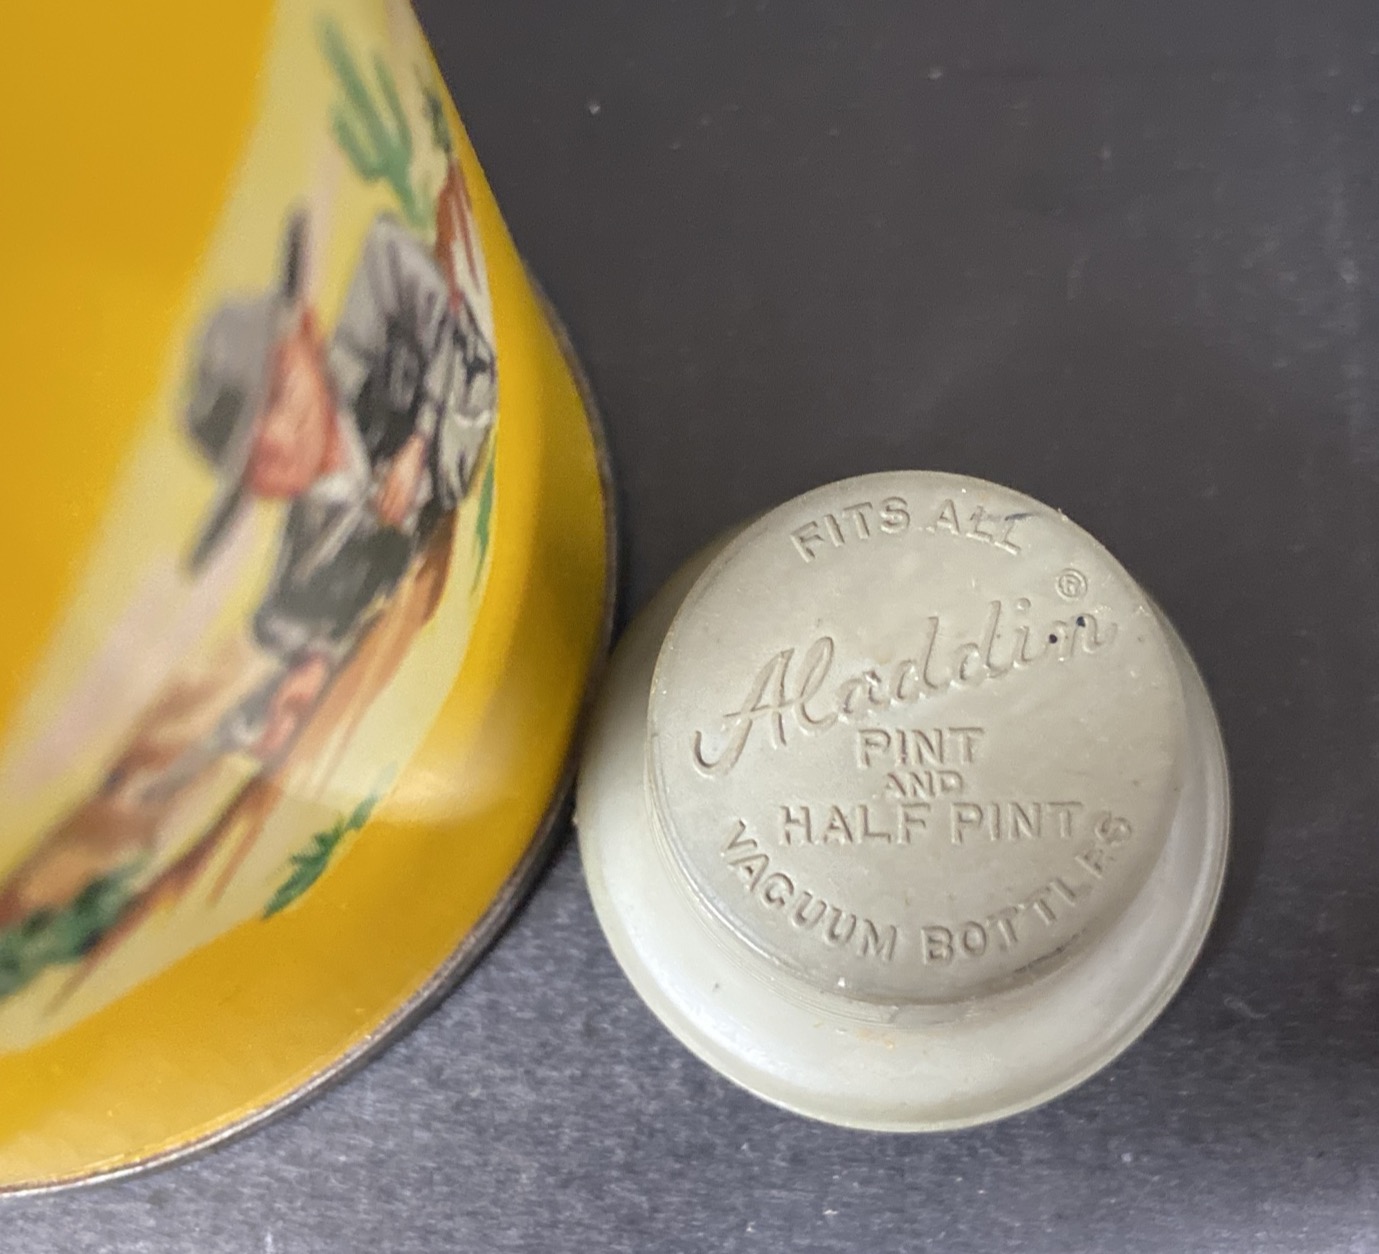 FITS ALL
Aladdin®
PINT
AND
HALF PINT
VACUUM BOTTLES